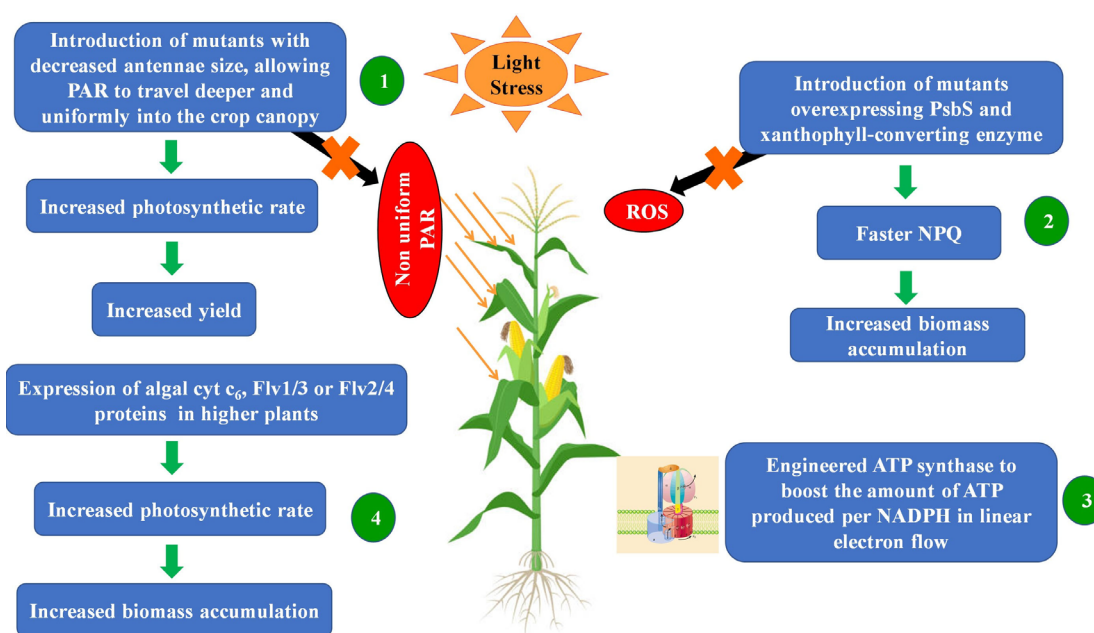 Introduction of mutants with
decreased antennae size, allowing
PAR to travel deeper and
uniformly into the crop canopy
1
Light
Stress
Introduction of mutants
overexpressing PsbS and
xanthophyll-converting enzyme
Increased photosynthetic rate
Non uniform
PAR
ROS
2
Faster NPQ
Increased yield
Increased biomass
accumulation
Expression of algal cyt c₆, Flv1/3 or Flv2/4
proteins in higher plants
Increased photosynthetic rate
4
Engineered ATP synthase to
boost the amount of ATP
produced per NADPH in linear
electron flow
3
Increased biomass accumulation